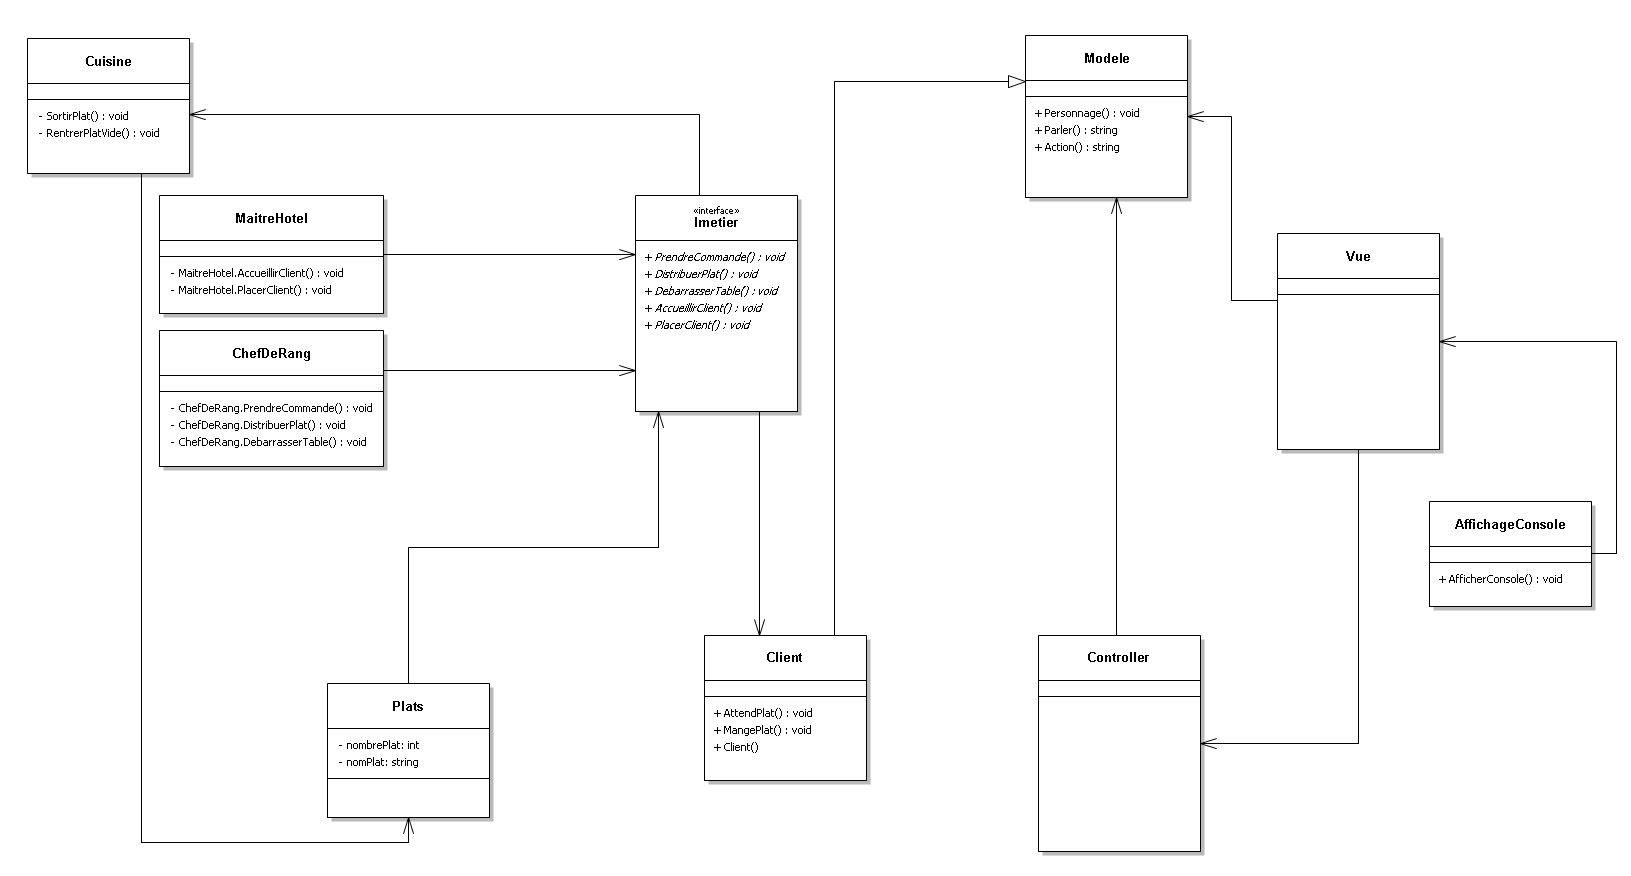 Cuisine
- SortirPlat() : void
- RentrerPlatVide() : void
MaitreHotel
- MaitreHotel.AccueillirClient() : void
- MaitreHotel.PlacerClient() : void
ChefDeRang
- ChefDeRang.PrendreCommande() : void
- ChefDeRang.DistribuerPlat() : void
- ChefDeRang.DebarrasserTable() : void
«interface»
Imetier
+ PrendreCommande() : void
+ DistribuerPlat() : void
+ DebarrasserTable() : void
+ AccueillirClient() : void
+ PlacerClient() : void
Plats
- nombrePlat: int
- nomPlat: string
Client
+ AttendPlat() : void
+ MangePlat() : void
+ Client()
Modele
+ Personnage() : void
+ Parler() : string
+ Action() : string
Vue
AffichageConsole
+ AfficherConsole() : void
Controller